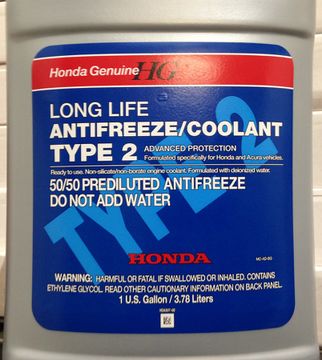 Honda Genuine HG
LONG LIFE
ANTIFREEZE/COOLANT
TYPE 2 ADVANCED PROTECTION
Formulated specifically for Honda and Acura vehicles.
Ready to use. Non-silicate/non-borate engine coolant. Formulated with deionized water.
50/50 PREDILUTED ANTIFREEZE
DO NOT ADD WATER
TYPE 2
HONDA
WARNING: HARMFUL OR FATAL IF SWALLOWED OR INHALED. CONTAINS
ETHYLENE GLYCOL. READ OTHER CAUTIONARY INFORMATION ON BACK PANEL.
1 U.S. Gallon / 3.78 Liters